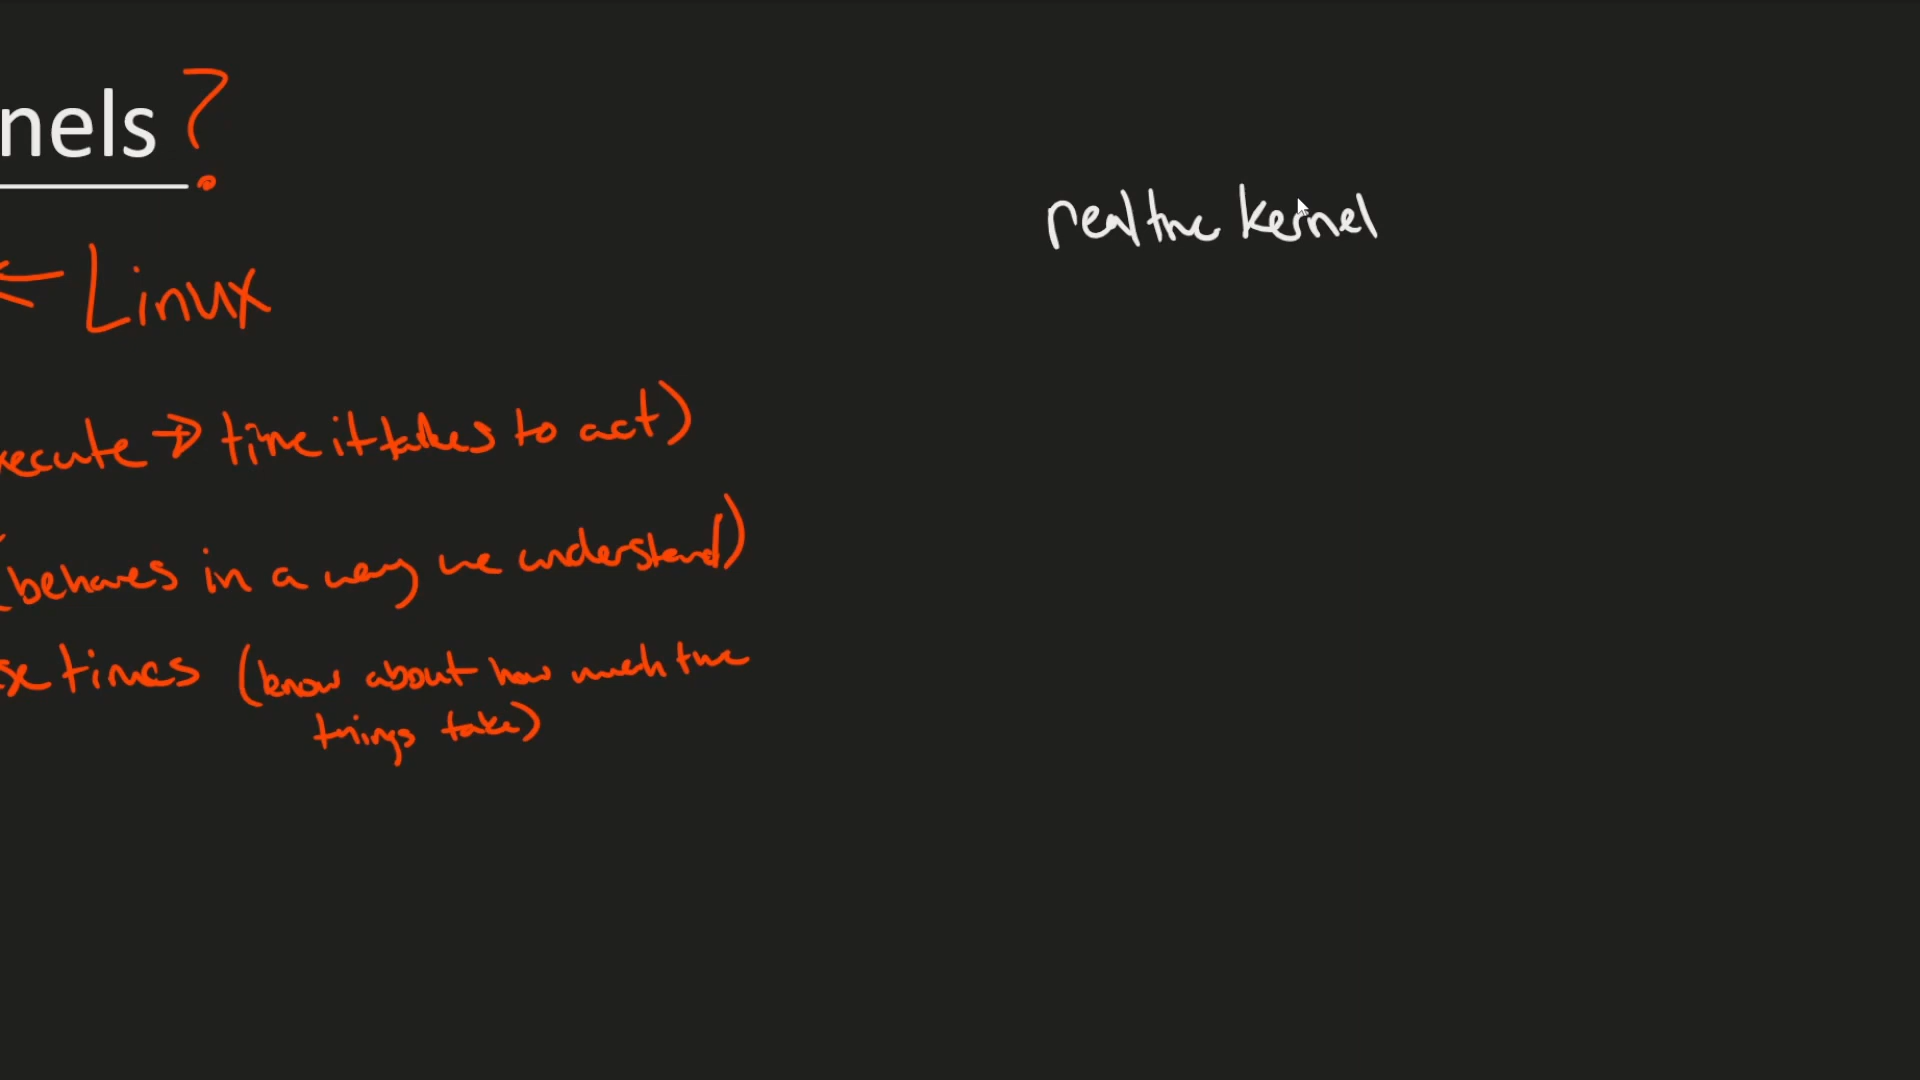 nels ?
← Linux
realtime kernel
xecute → time it takes to act)
(behaves in a way we understand)
se times (know about how much time
things take)